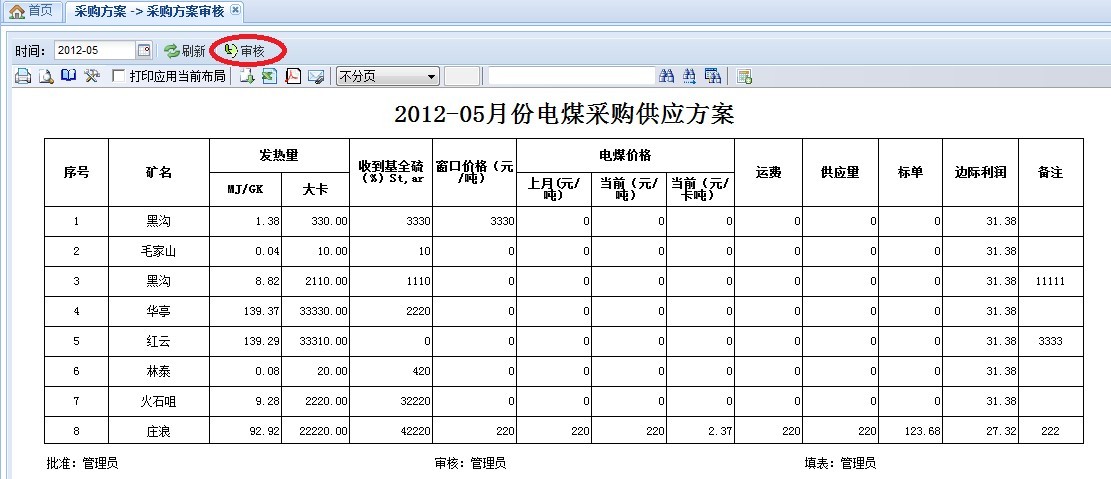 首页 采购方案 -> 采购方案审核
时间: 2012-05 刷新 审核
打印应用当前布局 不分页
2012-05月份电煤采购供应方案
序号 矿名 发热量 收到基全硫(%)St,ar 窗口价格(元/吨) 电煤价格 运费 供应量 标单 边际利润 备注
MJ/GK 大卡 上月(元/吨) 当前(元/吨) 当前(元/卡吨)
1 黑沟 1.38 330.00 3330 3330 0 0 0 0 0 0 31.38
2 毛家山 0.04 10.00 10 0 0 0 0 0 0 0 31.38
3 黑沟 8.82 2110.00 1110 0 0 0 0 0 0 0 31.38 11111
4 华亭 139.37 33330.00 2220 0 0 0 0 0 0 0 31.38
5 红云 139.29 33310.00 0 0 0 0 0 0 0 0 31.38 3333
6 林泰 0.08 20.00 420 0 0 0 0 0 0 0 31.38
7 火石咀 9.28 2220.00 32220 0 0 0 0 0 0 0 31.38
8 庄浪 92.92 22220.00 42220 220 220 220 2.37 220 220 123.68 27.32 222
批准: 管理员 审核: 管理员 填表: 管理员